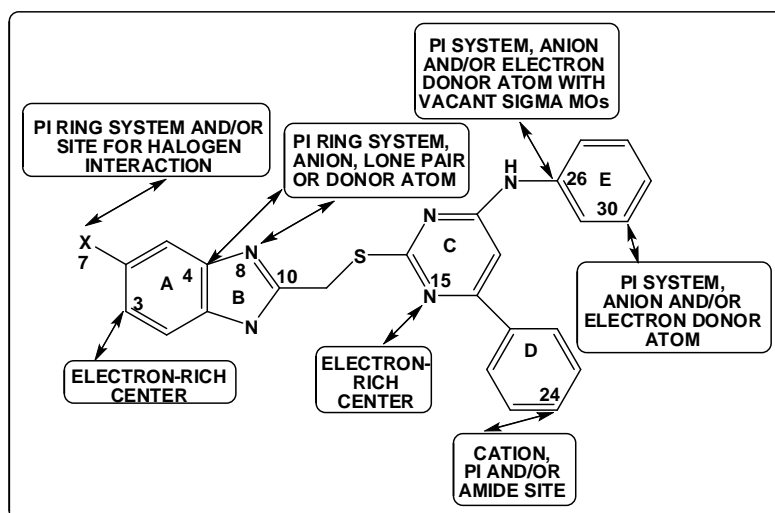 PI SYSTEM, ANION
AND/OR ELECTRON
DONOR ATOM WITH
VACANT SIGMA MOs
PI RING SYSTEM AND/OR
SITE FOR HALOGEN
INTERACTION
PI RING SYSTEM,
ANION, LONE PAIR
OR DONOR ATOM
H
N
26
E
30
X
7
N
8
4
A
B
10
3
N
S
N
C
15
N
D
24
PI SYSTEM,
ANION AND/OR
ELECTRON DONOR
ATOM
ELECTRON-RICH
CENTER
ELECTRON-
RICH
CENTER
CATION,
PI AND/OR
AMIDE SITE